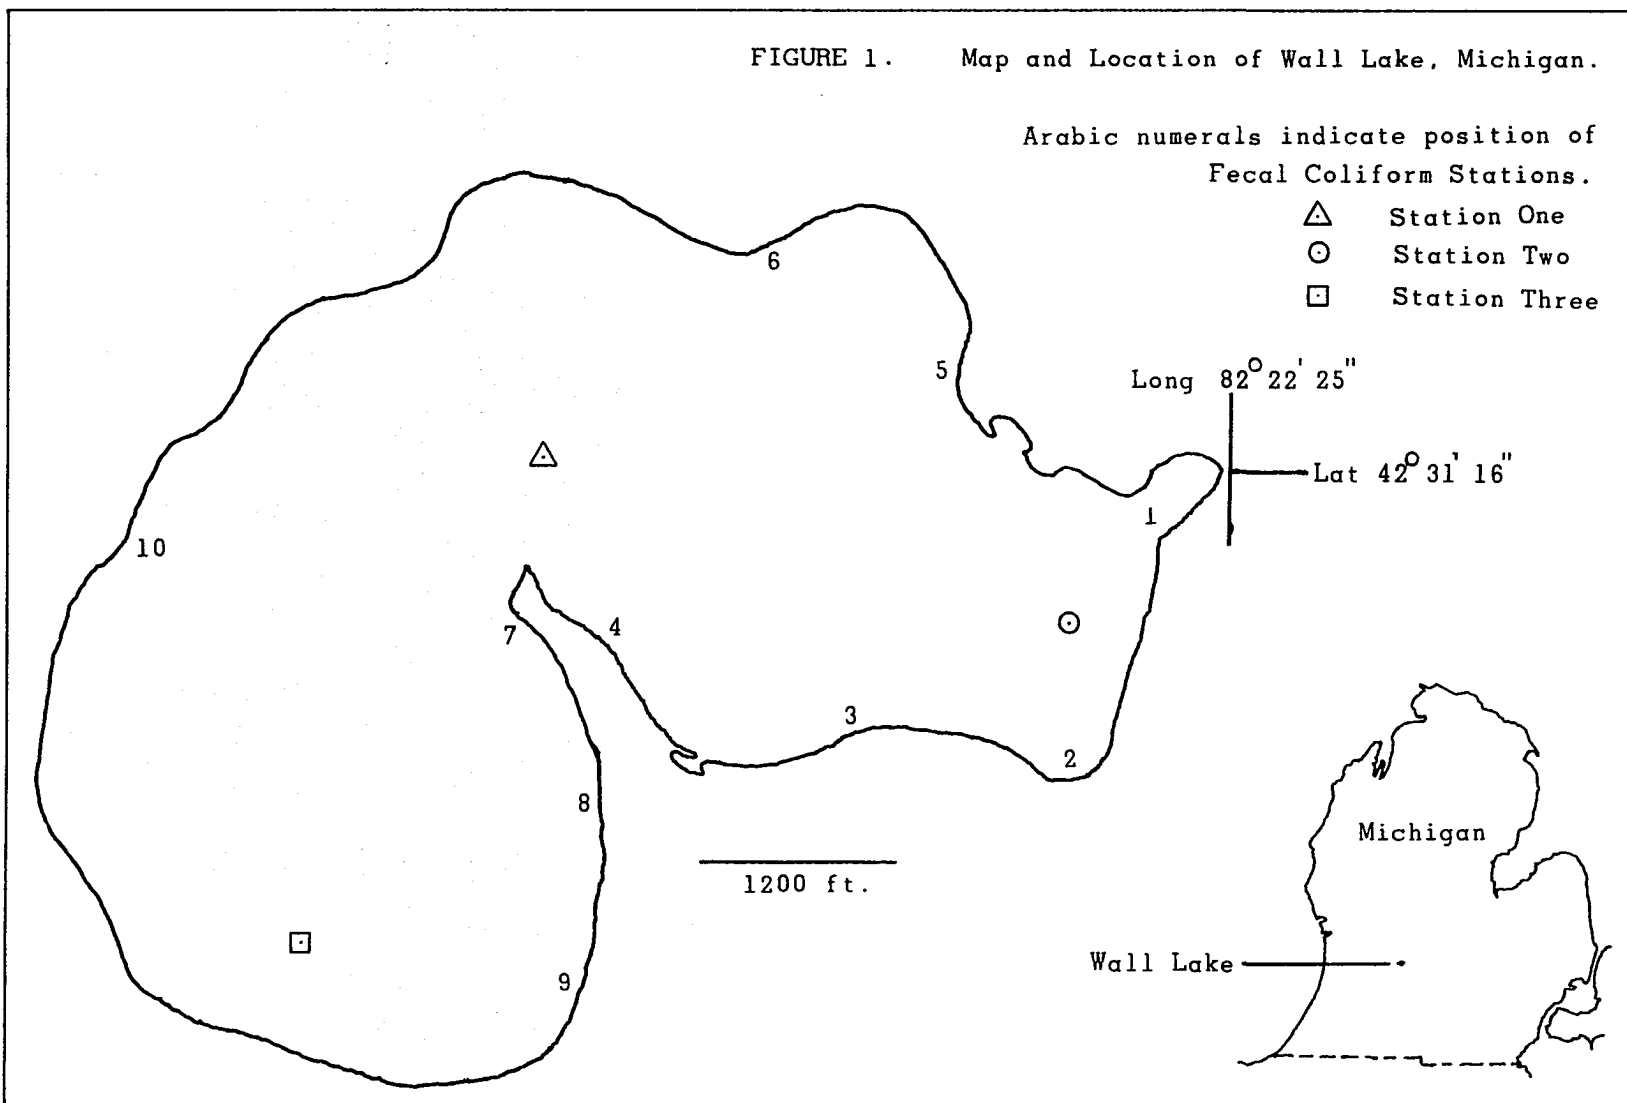 FIGURE 1. Map and Location of Wall Lake, Michigan.
Arabic numerals indicate position of
Fecal Coliform Stations.
Station One
Station Two
Station Three
6
5
Long 82° 22' 25"
Lat 42° 31' 16"
1
10
7
4
3
2
8
1200 ft.
9
Michigan
Wall Lake